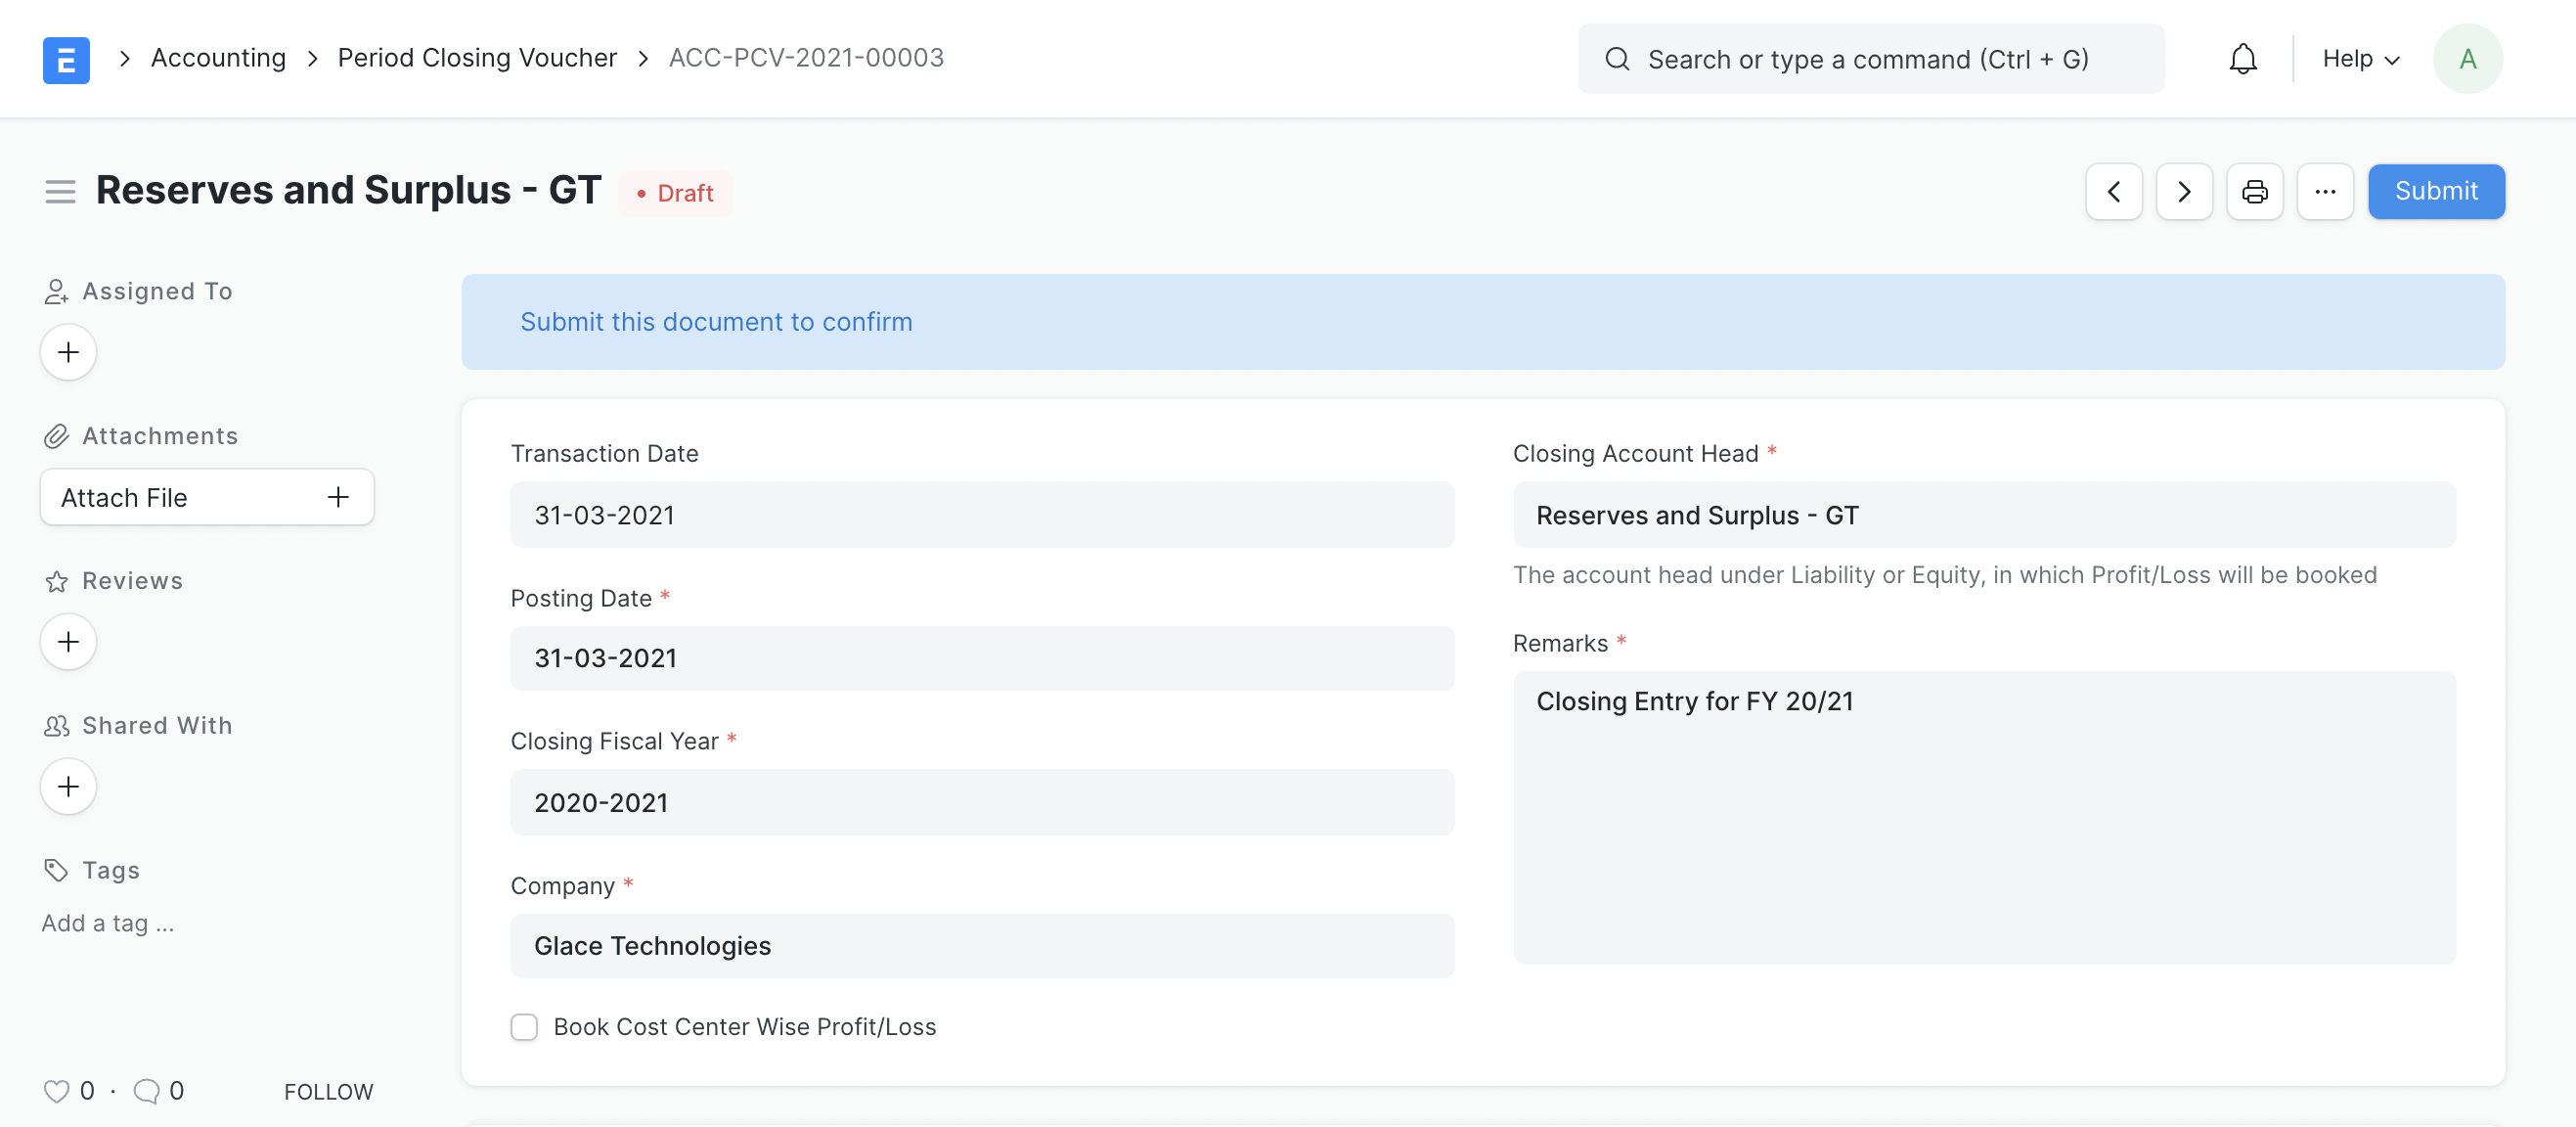 Accounting > Period Closing Voucher > ACC-PCV-2021-00003
Search or type a command (Ctrl + G)
Help
A
Reserves and Surplus - GT
Draft
Submit
Assigned To
Attachments
Attach File
Reviews
Shared With
Tags
Add a tag ...
0 · 0
FOLLOW
Submit this document to confirm
Transaction Date
31-03-2021
Posting Date *
31-03-2021
Closing Fiscal Year *
2020-2021
Company *
Glace Technologies
Book Cost Center Wise Profit/Loss
Closing Account Head *
Reserves and Surplus - GT
The account head under Liability or Equity, in which Profit/Loss will be booked
Remarks *
Closing Entry for FY 20/21